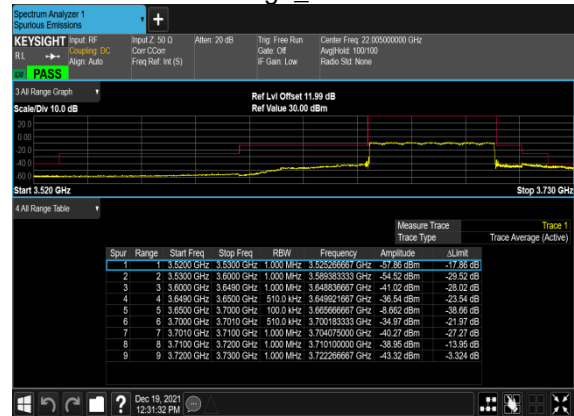 Spectrum Analyzer 1
Spurious Emissions
KEYSIGHT Input: RF Input Z: 50 Ω Atten: 20 dB Trig: Free Run Center Freq: 22.005000000 GHz
RL Coupling: DC Corr CCorr Gate: Off Avg|Hold: 100/100
Align: Auto Freq Ref: Int (S) IF Gain: Low Radio Std: None
PASS
3 All Range Graph
Ref Lvl Offset 11.99 dB
Scale/Div 10.0 dB Ref Value 30.00 dBm
20.0
0.00
-20.0
-40.0
-60.0
Start 3.520 GHz Stop 3.730 GHz
4 All Range Table
Measure Trace Trace 1
Trace Type Trace Average (Active)
Spur Range Start Freq Stop Freq RBW Frequency Amplitude ΔLimit
1 1 3.5200 GHz 3.5300 GHz 1.000 MHz 3.525266667 GHz -57.86 dBm -17.86 dB
2 2 3.5300 GHz 3.6000 GHz 1.000 MHz 3.589383333 GHz -54.52 dBm -29.52 dB
3 3 3.6000 GHz 3.6490 GHz 1.000 MHz 3.648836667 GHz -41.02 dBm -28.02 dB
4 4 3.6490 GHz 3.6500 GHz 510.0 kHz 3.649921667 GHz -36.54 dBm -23.54 dB
5 5 3.6500 GHz 3.7000 GHz 100.0 kHz 3.665666667 GHz -8.662 dBm -38.66 dB
6 6 3.7000 GHz 3.7010 GHz 510.0 kHz 3.700183333 GHz -34.97 dBm -21.97 dB
7 7 3.7010 GHz 3.7100 GHz 1.000 MHz 3.704075000 GHz -40.27 dBm -27.27 dB
8 8 3.7100 GHz 3.7200 GHz 1.000 MHz 3.710100000 GHz -38.95 dBm -13.95 dB
9 9 3.7200 GHz 3.7300 GHz 1.000 MHz 3.722266667 GHz -43.32 dBm -3.324 dB
? Dec 19, 2021
12:31:32 PM